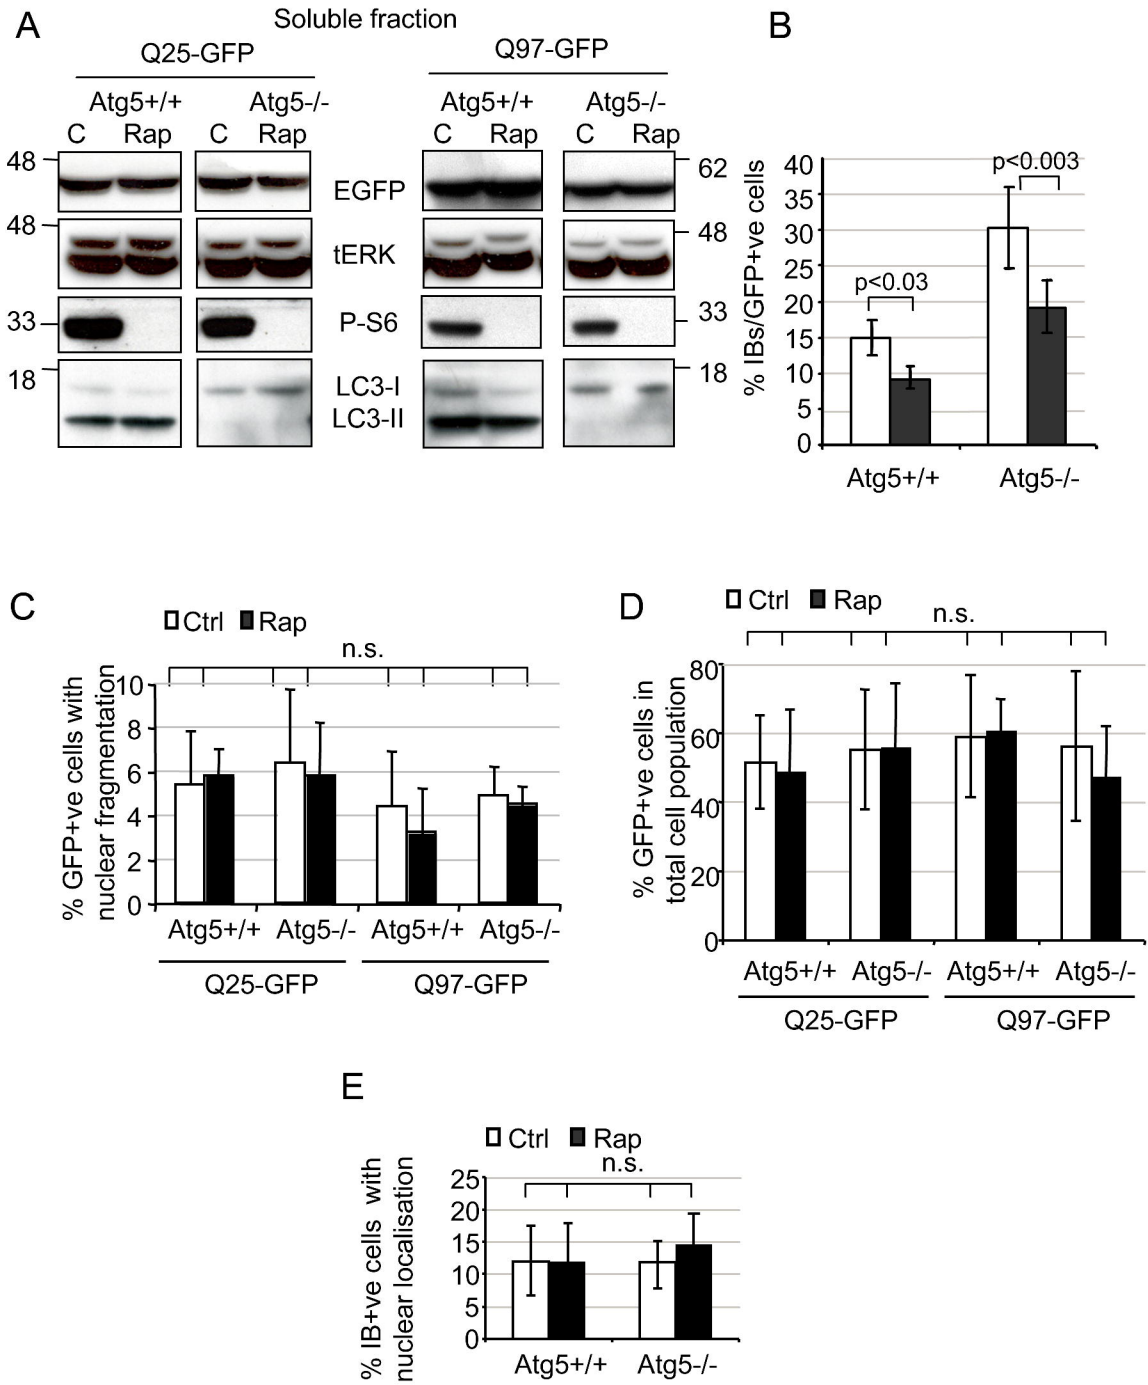 A
Soluble fraction
Q25-GFP
Q97-GFP
Atg5+/+ Atg5-/- Atg5+/+ Atg5-/-
C Rap C Rap C Rap C Rap
48 EGFP 62
48 tERK 48
33 P-S6 33
18 LC3-I 18
LC3-II
B
% IBs/GFP+ve cells
40
35
30
25
20
15
10
5
0
p<0.003
p<0.03
Atg5+/+ Atg5-/-
C
Ctrl Rap
n.s.
% GFP+ve cells with
nuclear fragmentation
10
8
6
4
2
0
Atg5+/+ Atg5-/- Atg5+/+ Atg5-/-
Q25-GFP Q97-GFP
D
Ctrl Rap
n.s.
% GFP+ve cells in
total cell population
80
60
40
20
0
Atg5+/+ Atg5-/- Atg5+/+ Atg5-/-
Q25-GFP Q97-GFP
E
Ctrl Rap
n.s.
% IB+ve cells with
nuclear localisation
25
20
15
10
5
0
Atg5+/+ Atg5-/-